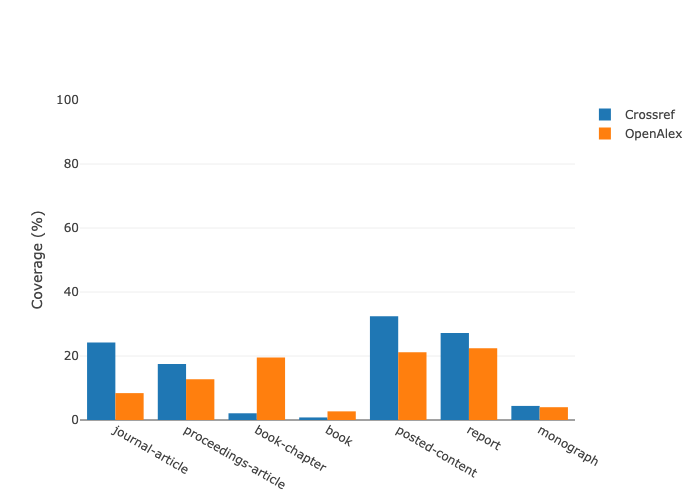 100
80
60
40
20
0
Coverage (%)
journal-article
proceedings-article
book-chapter
book
posted-content
report
monograph
Crossref
OpenAlex